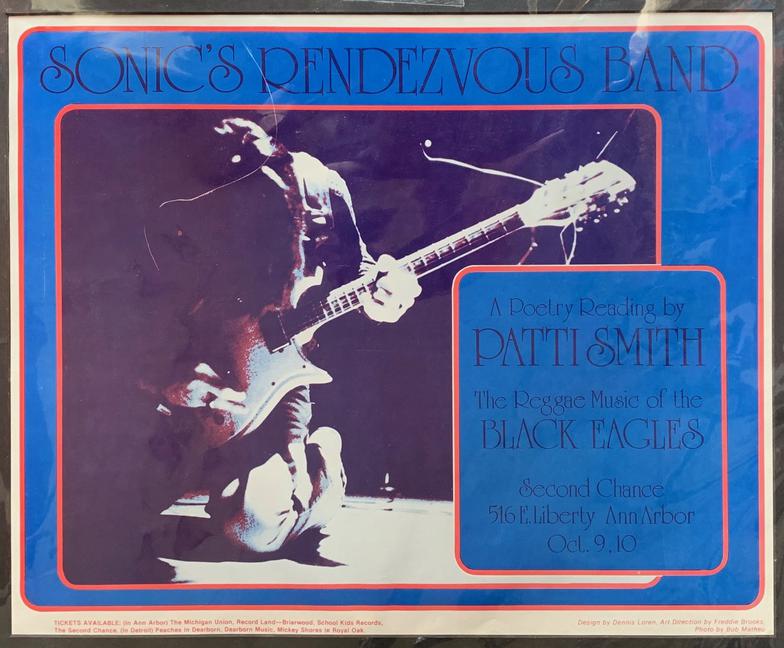 SONIC'S RENDEZVOUS BAND
A Poetry Reading by
PATTI SMITH
The Reggae Music of the
BLACK EAGLES
Second Chance
516 E. Liberty Ann Arbor
Oct. 9, 10
TICKETS AVAILABLE: (In Ann Arbor) The Michigan Union, Record Land—Briarwood, School Kids Records,
The Second Chance. (In Detroit) Peaches in Dearborn, Dearborn Music, Mickey Shores in Royal Oak.
Design by Dennis Loren, Art Direction by Freddie Brooks,
Photo by Bob Matheu